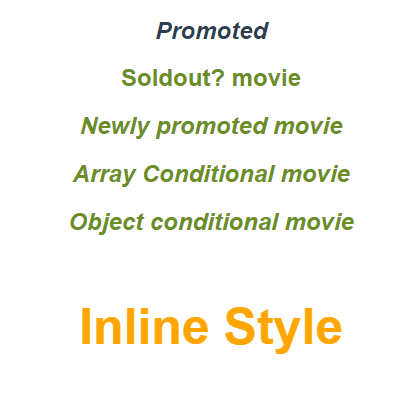 Promoted
Soldout? movie
Newly promoted movie
Array Conditional movie
Object conditional movie
Inline Style